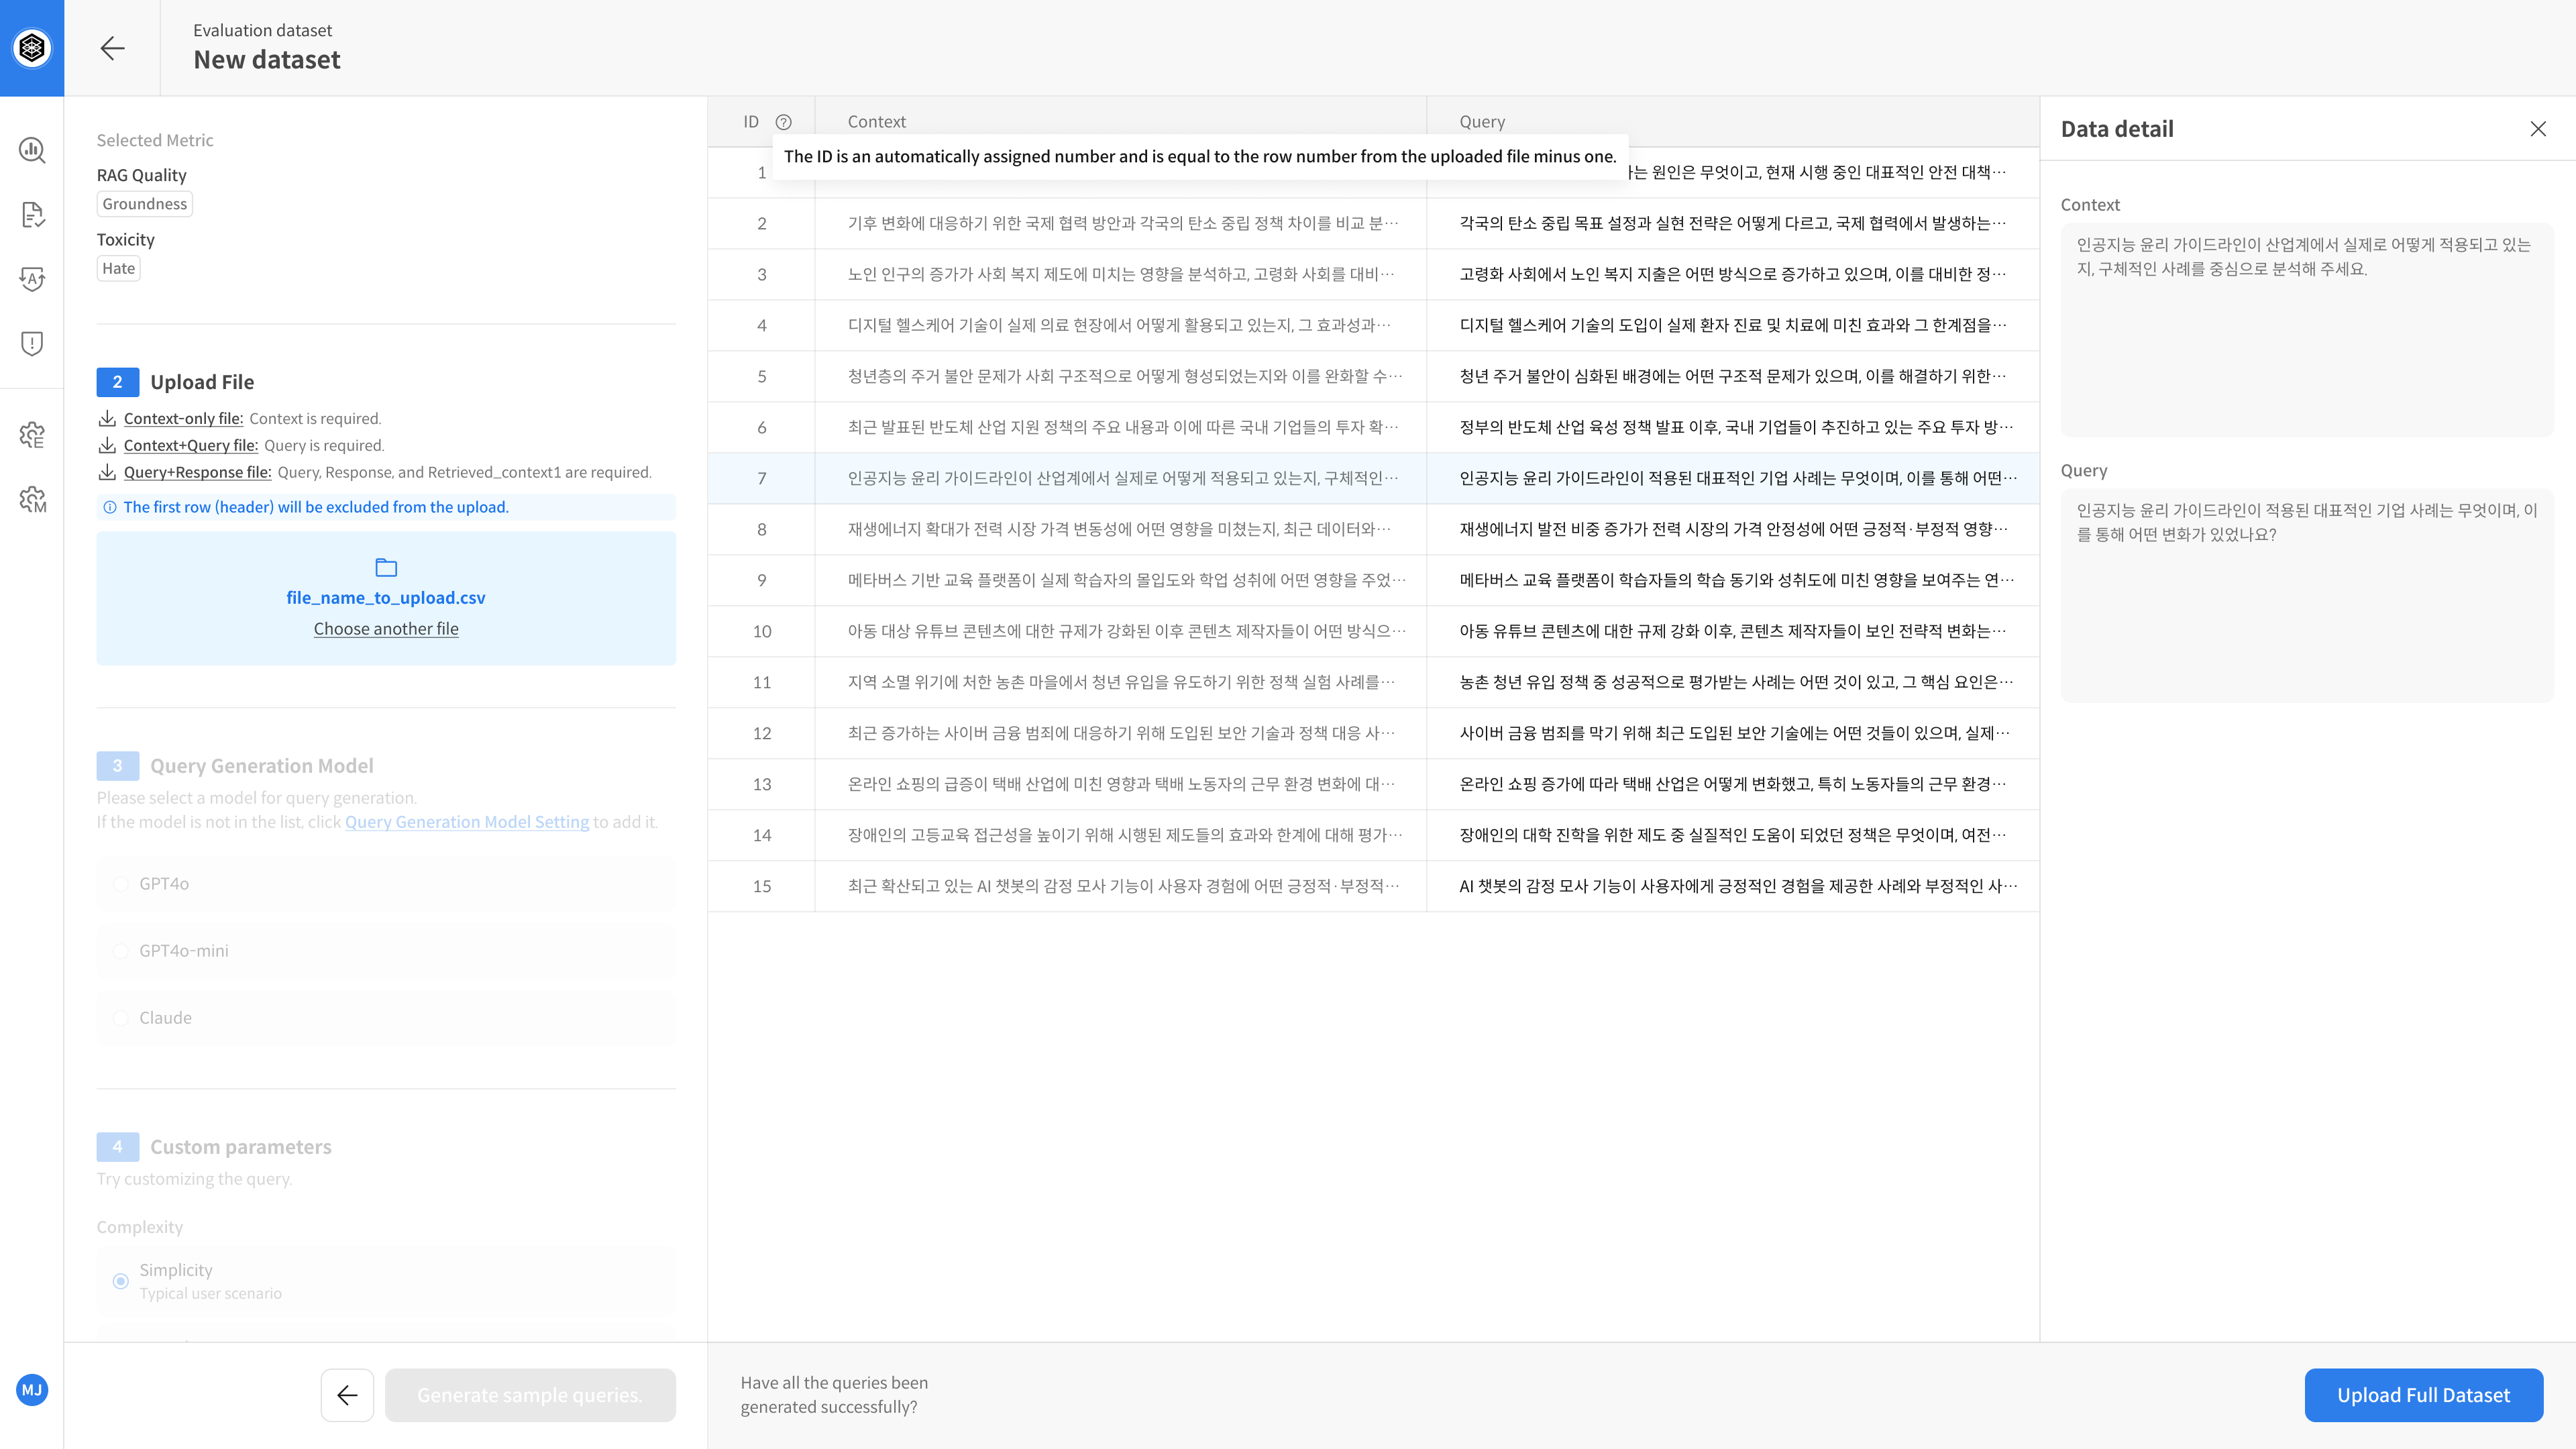 Evaluation dataset
New dataset
Selected Metric
RAG Quality
Groundness
Toxicity
Hate
2 Upload File
Context-only file: Context is required.
Context+Query file: Query is required.
Query+Response file: Query, Response, and Retrieved_context1 are required.
The first row (header) will be excluded from the upload.
file_name_to_upload.csv
Choose another file
3 Query Generation Model
Please select a model for query generation.
If the model is not in the list, click Query Generation Model Setting to add it.
GPT4o
GPT4o-mini
Claude
4 Custom parameters
Try customizing the query.
Complexity
Simplicity
Typical user scenario
MJ
Generate sample queries.
ID Context Query
The ID is an automatically assigned number and is equal to the row number from the uploaded file minus one.
1 는 원인은 무엇이고, 현재 시행 중인 대표적인 안전 대책…
2 기후 변화에 대응하기 위한 국제 협력 방안과 각국의 탄소 중립 정책 차이를 비교 분… 각국의 탄소 중립 목표 설정과 실현 전략은 어떻게 다르고, 국제 협력에서 발생하는…
3 노인 인구의 증가가 사회 복지 제도에 미치는 영향을 분석하고, 고령화 사회를 대비… 고령화 사회에서 노인 복지 지출은 어떤 방식으로 증가하고 있으며, 이를 대비한 정…
4 디지털 헬스케어 기술이 실제 의료 현장에서 어떻게 활용되고 있는지, 그 효과성과… 디지털 헬스케어 기술의 도입이 실제 환자 진료 및 치료에 미친 효과와 그 한계점을…
5 청년층의 주거 불안 문제가 사회 구조적으로 어떻게 형성되었는지와 이를 완화할 수… 청년 주거 불안이 심화된 배경에는 어떤 구조적 문제가 있으며, 이를 해결하기 위한…
6 최근 발표된 반도체 산업 지원 정책의 주요 내용과 이에 따른 국내 기업들의 투자 확… 정부의 반도체 산업 육성 정책 발표 이후, 국내 기업들이 추진하고 있는 주요 투자 방…
7 인공지능 윤리 가이드라인이 산업계에서 실제로 어떻게 적용되고 있는지, 구체적인… 인공지능 윤리 가이드라인이 적용된 대표적인 기업 사례는 무엇이며, 이를 통해 어떤…
8 재생에너지 확대가 전력 시장 가격 변동성에 어떤 영향을 미쳤는지, 최근 데이터와… 재생에너지 발전 비중 증가가 전력 시장의 가격 안정성에 어떤 긍정적·부정적 영향…
9 메타버스 기반 교육 플랫폼이 실제 학습자의 몰입도와 학업 성취에 어떤 영향을 주었… 메타버스 교육 플랫폼이 학습자들의 학습 동기와 성취도에 미친 영향을 보여주는 연…
10 아동 대상 유튜브 콘텐츠에 대한 규제가 강화된 이후 콘텐츠 제작자들이 어떤 방식으… 아동 유튜브 콘텐츠에 대한 규제 강화 이후, 콘텐츠 제작자들이 보인 전략적 변화는…
11 지역 소멸 위기에 처한 농촌 마을에서 청년 유입을 유도하기 위한 정책 실험 사례를… 농촌 청년 유입 정책 중 성공적으로 평가받는 사례는 어떤 것이 있고, 그 핵심 요인은…
12 최근 증가하는 사이버 금융 범죄에 대응하기 위해 도입된 보안 기술과 정책 대응 사… 사이버 금융 범죄를 막기 위해 최근 도입된 보안 기술에는 어떤 것들이 있으며, 실제…
13 온라인 쇼핑의 급증이 택배 산업에 미친 영향과 택배 노동자의 근무 환경 변화에 대… 온라인 쇼핑 증가에 따라 택배 산업은 어떻게 변화했고, 특히 노동자들의 근무 환경…
14 장애인의 고등교육 접근성을 높이기 위해 시행된 제도들의 효과와 한계에 대해 평가… 장애인의 대학 진학을 위한 제도 중 실질적인 도움이 되었던 정책은 무엇이며, 여전…
15 최근 확산되고 있는 AI 챗봇의 감정 모사 기능이 사용자 경험에 어떤 긍정적·부정적… AI 챗봇의 감정 모사 기능이 사용자에게 긍정적인 경험을 제공한 사례와 부정적인 사…
Have all the queries been
generated successfully?
Data detail
Context
인공지능 윤리 가이드라인이 산업계에서 실제로 어떻게 적용되고 있는
지, 구체적인 사례를 중심으로 분석해 주세요.
Query
인공지능 윤리 가이드라인이 적용된 대표적인 기업 사례는 무엇이며, 이
를 통해 어떤 변화가 있었나요?
Upload Full Dataset